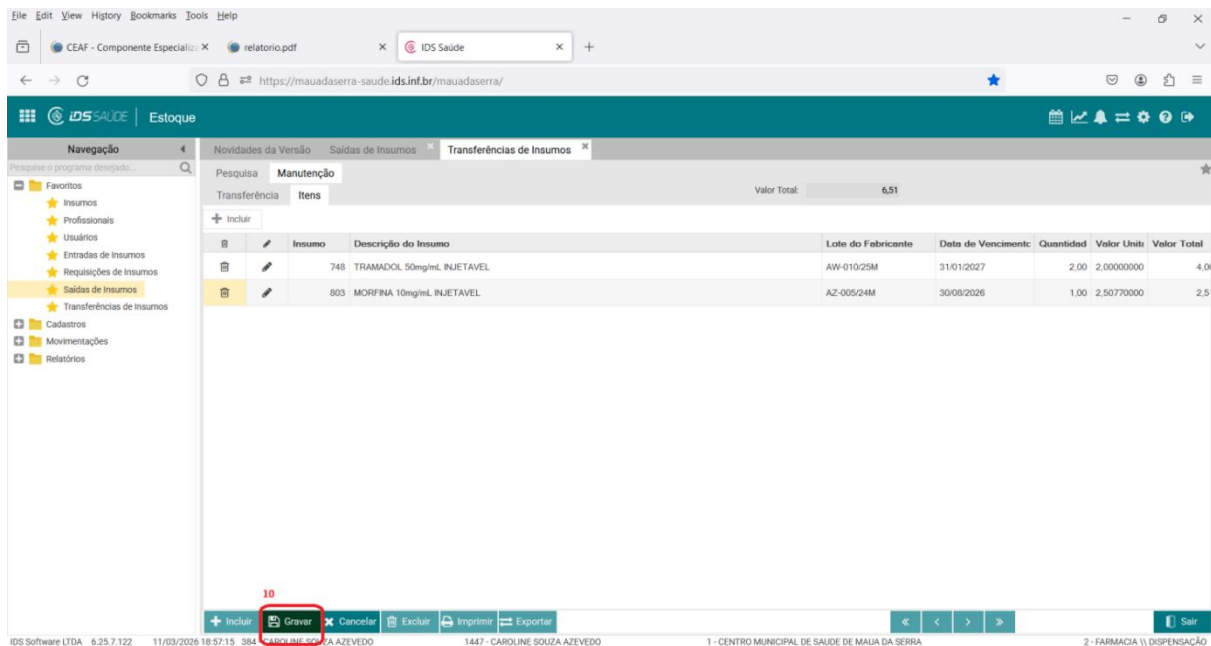 File Edit View History Bookmarks Tools Help
CEAF - Componente Especializ relatorio.pdf IDS Saúde
https://mauadaserra-saude.ids.inf.br/mauadaserra/
IDS SAÚDE | Estoque
Navegação Novidades da Versão Saídas de Insumos Transferências de Insumos
Pesquise o programa desejado... Pesquisa Manutenção
Favoritos Transferência Itens Valor Total: 6,51
Insumos
Profissionais Incluir
Usuários Insumo Descrição do Insumo Lote do Fabricante Data de Vencimento Quantidad Valor Unitá Valor Total
Entradas de Insumos
Requisições de Insumos 748 TRAMADOL 50mg/mL INJETAVEL AW-010/25M 31/01/2027 2,00 2,00000000 4,00
Saídas de Insumos 803 MORFINA 10mg/mL INJETAVEL AZ-005/24M 30/08/2026 1,00 2,50770000 2,5
Transferências de Insumos
Cadastros
Movimentações
Relatórios
10
Incluir Gravar Cancelar Excluir Imprimir Exportar Sair
IDS Software LTDA 6.25.7.122 11/03/2026 18:57:15 384 - CAROLINE SOUZA AZEVEDO 1447 - CAROLINE SOUZA AZEVEDO 1 - CENTRO MUNICIPAL DE SAUDE DE MAUA DA SERRA 2 - FARMACIA \\ DISPENSAÇÃO